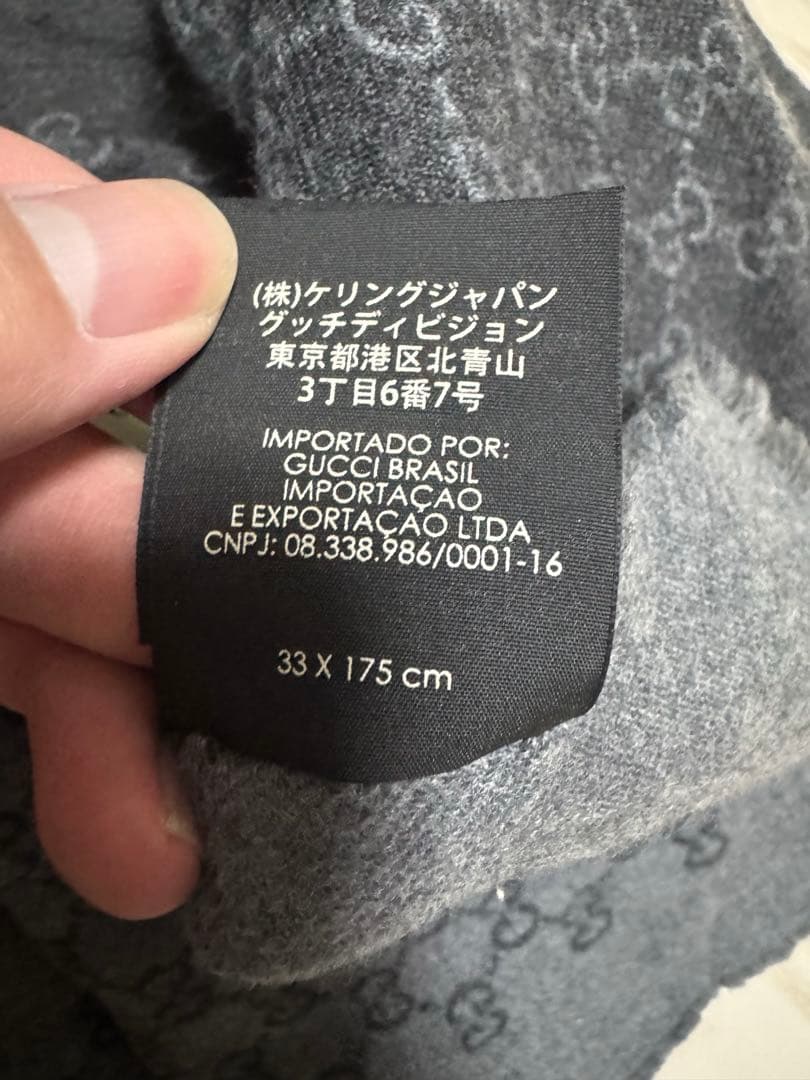 (株)ケリングジャパン
グッチディビジョン
東京都港区北青山
3丁目6番7号
IMPORTADO POR:
GUCCI BRASIL
IMPORTAÇAO
E EXPORTAÇAO LTDA
CNPJ: 08.338.986/0001-16
33 X 175 cm